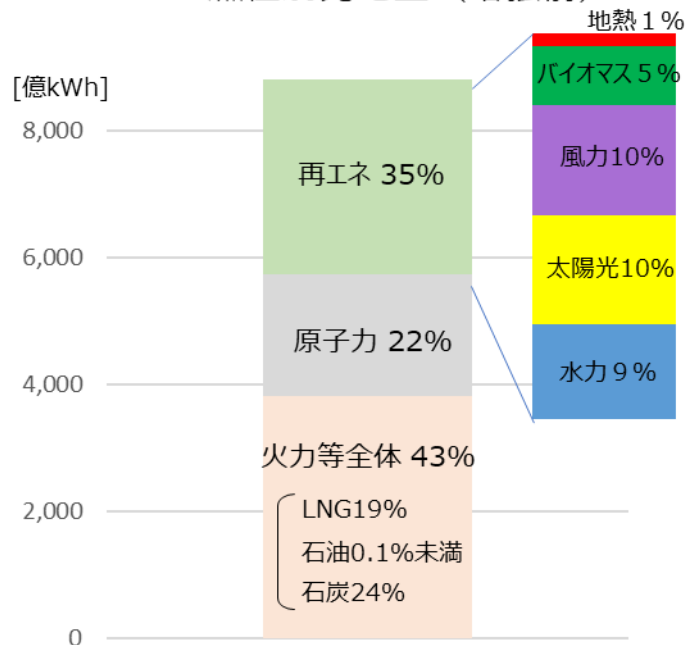 地熱１%
バイオマス５%
[億kWh]
8,000
再エネ 35%
風力10%
6,000
太陽光10%
原子力 22%
4,000
水力９%
火力等全体 43%
LNG19%
2,000
石油0.1%未満
石炭24%
0